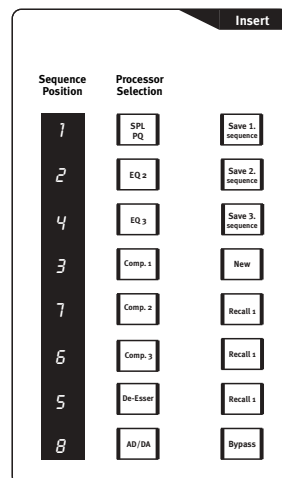 Insert
Sequence Position
Processor Selection
1
SPL PQ
Save 1. sequence
2
EQ 2
Save 2. sequence
4
EQ 3
Save 3. sequence
3
Comp. 1
New
7
Comp. 2
Recall 1
6
Comp. 3
Recall 1
5
De-Esser
Recall 1
8
AD/DA
Bypass